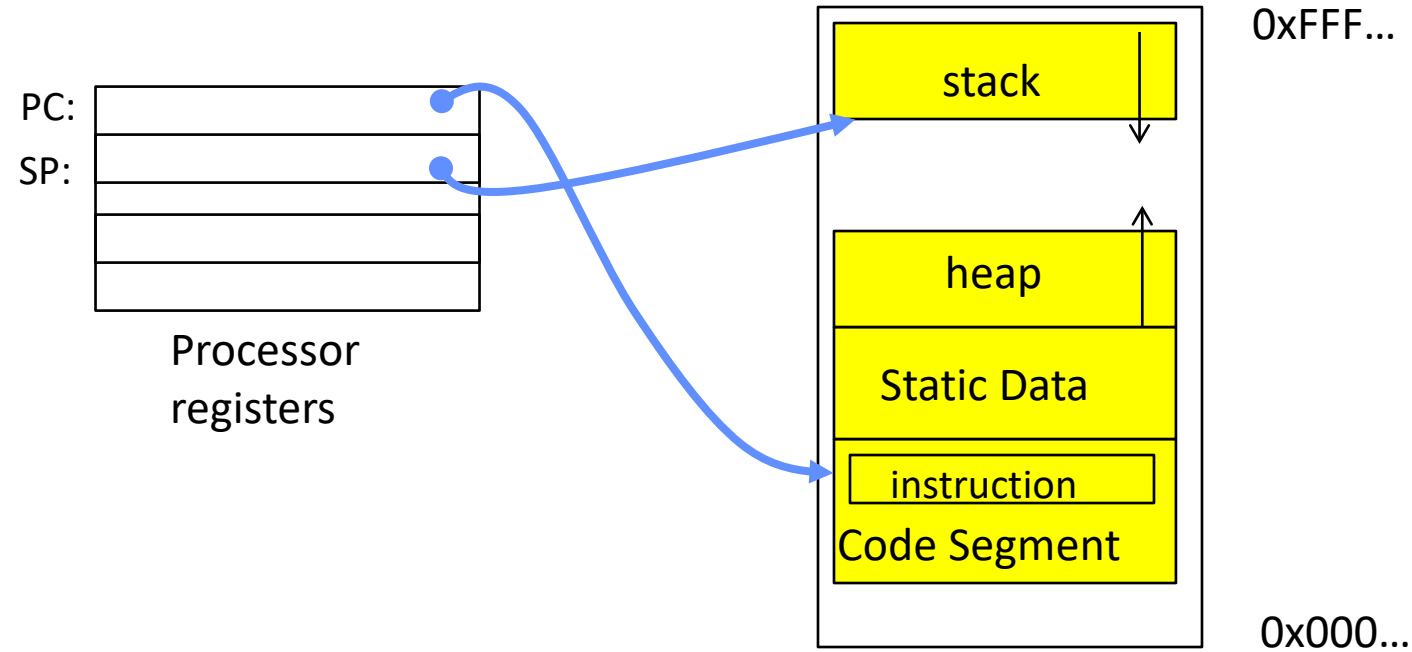 PC:
SP:
Processor
registers
0xFFF…
stack
heap
Static Data
instruction
Code Segment
0x000…